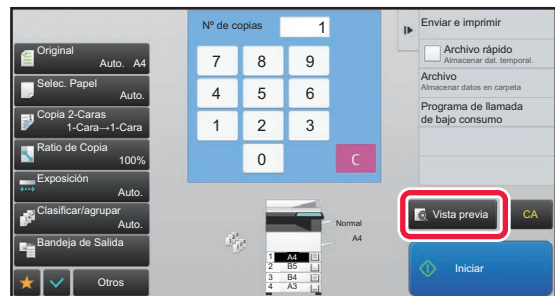 Original
Auto. A4
Selec. Papel
Auto.
Copia 2-Caras
1-Cara→1-Cara
Ratio de Copia
100%
Exposición
Auto.
Clasificar/agrupar
Auto.
Bandeja de Salida
Otros
Nº de copias
1
7 8 9
4 5 6
1 2 3
0 C
Normal
A4
1 A4
2 B5
3 B4
4 A3
Enviar e imprimir
Archivo rápido
Almacenar dat. temporal.
Archivo
Almacenar datos en carpeta
Programa de llamada
de bajo consumo
Vista previa
CA
Iniciar